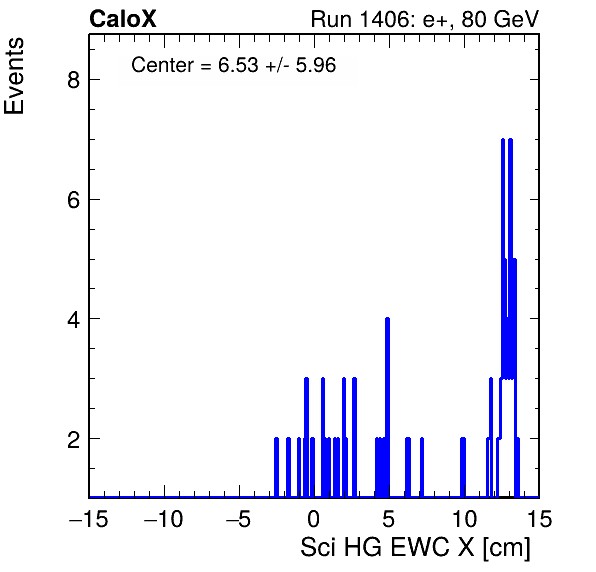 CaloX Run 1406: e+, 80 GeV
Events
Center = 6.53 +/- 5.96
8
6
4
2
−15 −10 −5 0 5 10 15
Sci HG EWC X [cm]